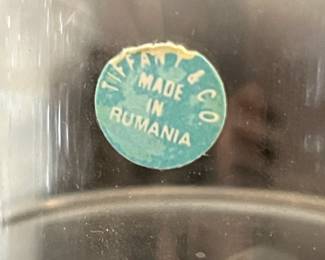 TIFFANY & CO.
MADE
IN
RUMANIA